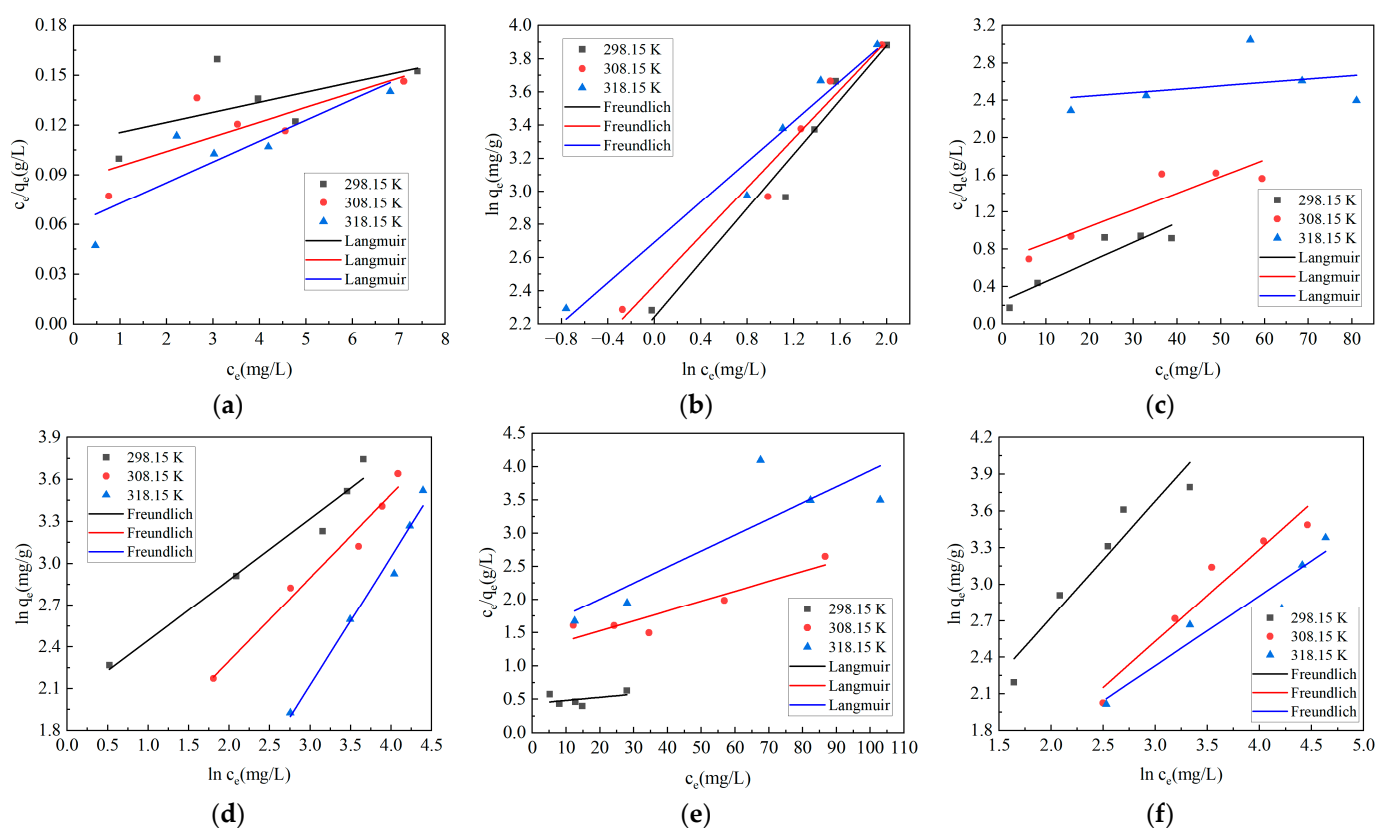 0.18
0.15
0.12
0.09
0.06
0.03
0.00
cₑ/qₑ(g/L)
298.15 K
308.15 K
318.15 K
Langmuir
Langmuir
Langmuir
0 1 2 3 4 5 6 7 8
cₑ(mg/L)
(a)
4.0
3.8
3.6
3.4
3.2
3.0
2.8
2.6
2.4
2.2
ln qₑ(mg/g)
298.15 K
308.15 K
318.15 K
Freundlich
Freundlich
Freundlich
−0.8 −0.4 0.0 0.4 0.8 1.2 1.6 2.0
ln cₑ(mg/L)
(b)
3.2
2.8
2.4
2.0
1.6
1.2
0.8
0.4
0.0
cₑ/qₑ(g/L)
298.15 K
308.15 K
318.15 K
Langmuir
Langmuir
Langmuir
0 10 20 30 40 50 60 70 80
cₑ(mg/L)
(c)
3.9
3.6
3.3
3.0
2.7
2.4
2.1
1.8
ln qₑ(mg/g)
298.15 K
308.15 K
318.15 K
Freundlich
Freundlich
Freundlich
0.0 0.5 1.0 1.5 2.0 2.5 3.0 3.5 4.0 4.5
ln cₑ(mg/L)
(d)
4.5
4.0
3.5
3.0
2.5
2.0
1.5
1.0
0.5
0.0
cₑ/qₑ(g/L)
298.15 K
308.15 K
318.15 K
Langmuir
Langmuir
Langmuir
0 10 20 30 40 50 60 70 80 90 100 110
cₑ(mg/L)
(e)
4.2
3.9
3.6
3.3
3.0
2.7
2.4
2.1
1.8
ln qₑ(mg/g)
298.15 K
308.15 K
318.15 K
Freundlich
Freundlich
Freundlich
1.5 2.0 2.5 3.0 3.5 4.0 4.5 5.0
ln cₑ(mg/L)
(f)